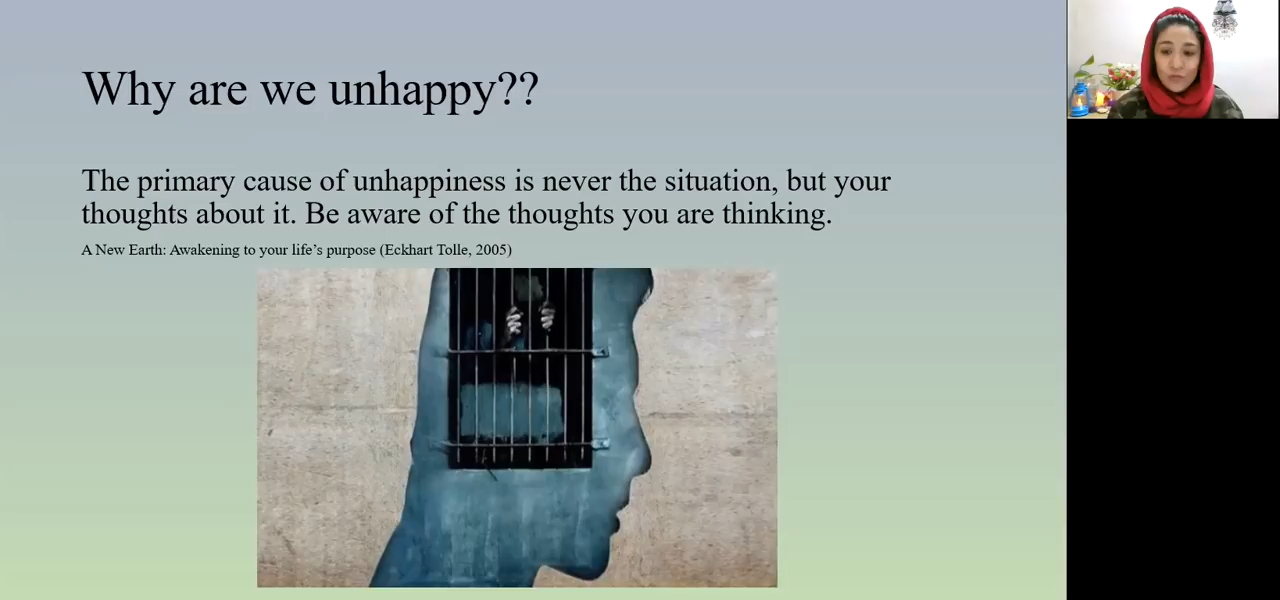 Why are we unhappy??
The primary cause of unhappiness is never the situation, but your
thoughts about it. Be aware of the thoughts you are thinking.
A New Earth: Awakening to your life’s purpose (Eckhart Tolle, 2005)